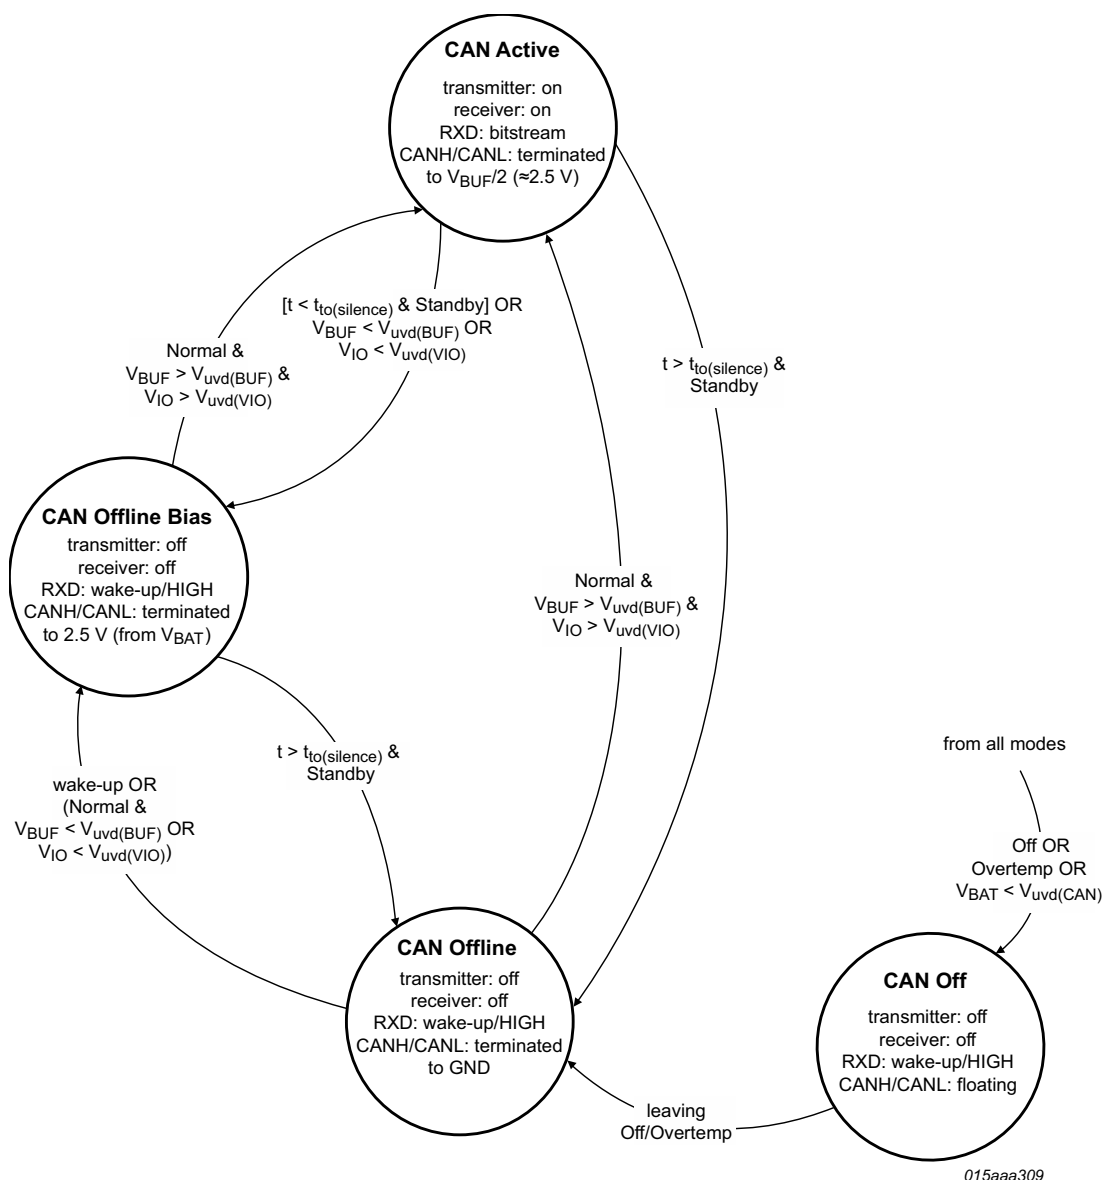 CAN Active
transmitter: on
receiver: on
RXD: bitstream
CANH/CANL: terminated
to VBUF/2 (≈2.5 V)
[t < tto(silence) & Standby] OR
VBUF < Vuvd(BUF) OR
VIO < Vuvd(VIO)
Normal &
VBUF > Vuvd(BUF) &
VIO > Vuvd(VIO)
t > tto(silence) &
Standby
CAN Offline Bias
transmitter: off
receiver: off
RXD: wake-up/HIGH
CANH/CANL: terminated
to 2.5 V (from VBAT)
Normal &
VBUF > Vuvd(BUF) &
VIO > Vuvd(VIO)
t > tto(silence) &
Standby
from all modes
wake-up OR
(Normal &
VBUF < Vuvd(BUF) OR
VIO < Vuvd(VIO))
Off OR
Overtemp OR
VBAT < Vuvd(CAN)
CAN Offline
transmitter: off
receiver: off
RXD: wake-up/HIGH
CANH/CANL: terminated
to GND
CAN Off
transmitter: off
receiver: off
RXD: wake-up/HIGH
CANH/CANL: floating
leaving
Off/Overtemp
015aaa309